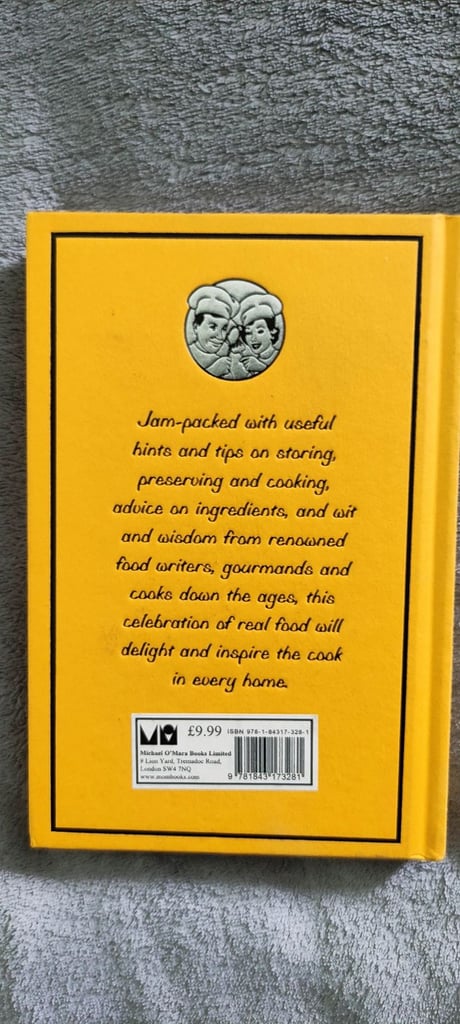 Jam-packed with useful
hints and tips on storing,
preserving and cooking,
advice on ingredients, and wit
and wisdom from renowned
food writers, gourmands and
cooks down the ages, this
celebration of real food will
delight and inspire the cook
in every home.
£9.99 ISBN 978-1-84317-328-1
Michael O'Mara Books Limited
9 Lion Yard, Tremadoc Road,
London SW4 7NQ
www.mombooks.com
9 781843 173281